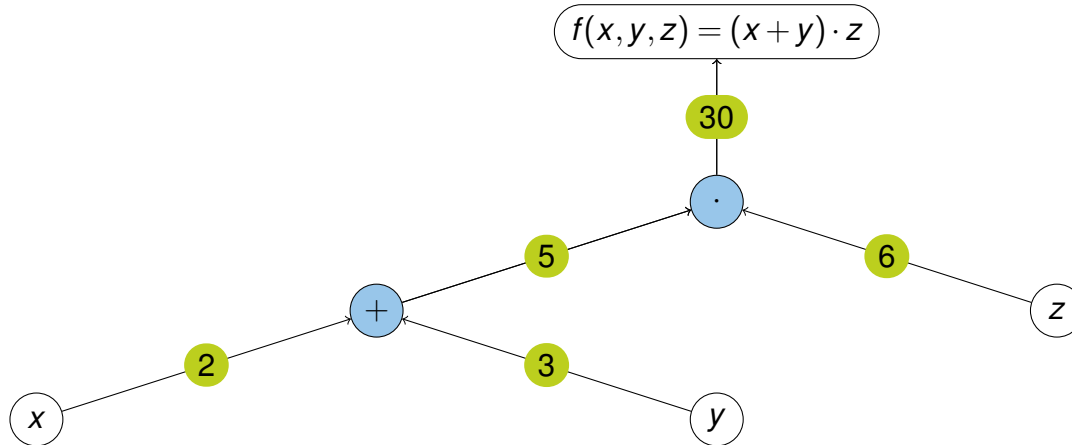 f(x, y, z) = (x + y) · z
30
·
5
6
+
z
2
3
x
y